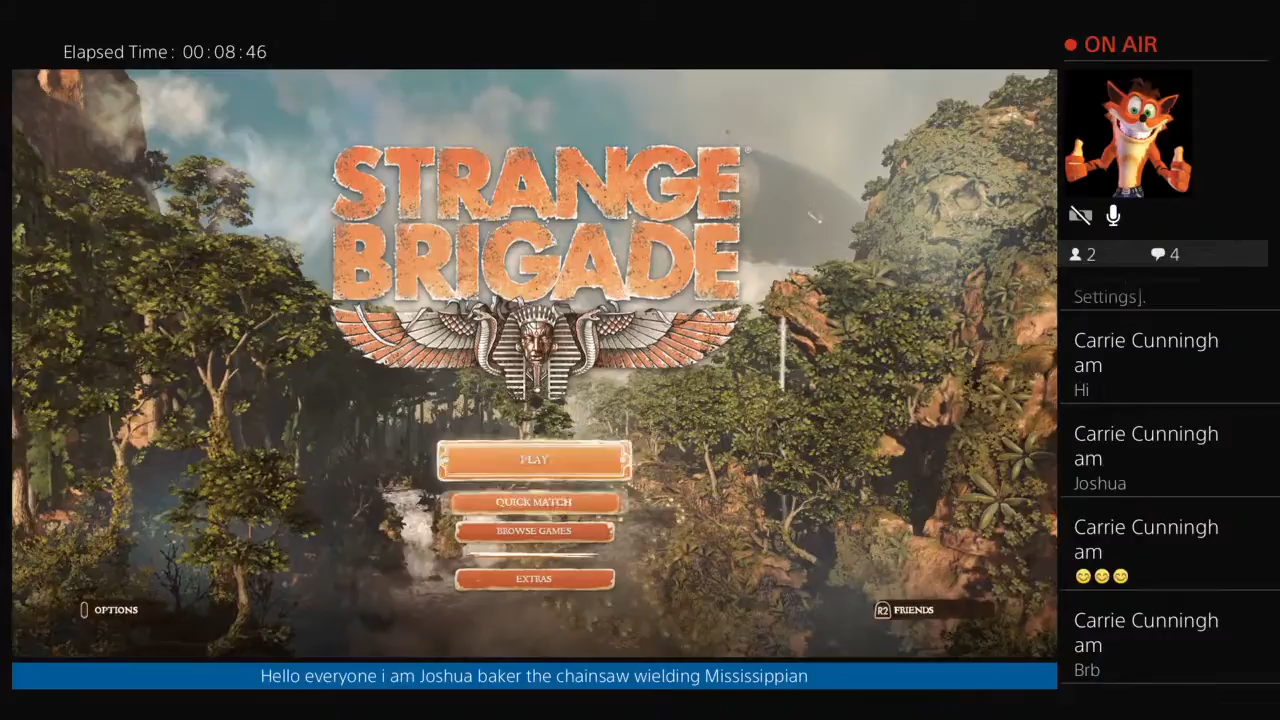 Elapsed Time: 00:08:46
ON AIR
STRANGE
BRIGADE
PLAY
QUICK MATCH
BROWSE GAMES
EXTRAS
OPTIONS
R2 FRIENDS
Hello everyone i am Joshua baker the chainsaw wielding Mississippian
2 4
Settings].
Carrie Cunningh
am
Hi
Carrie Cunningh
am
Joshua
Carrie Cunningh
am
😊😊😊
Carrie Cunningh
am
Brb